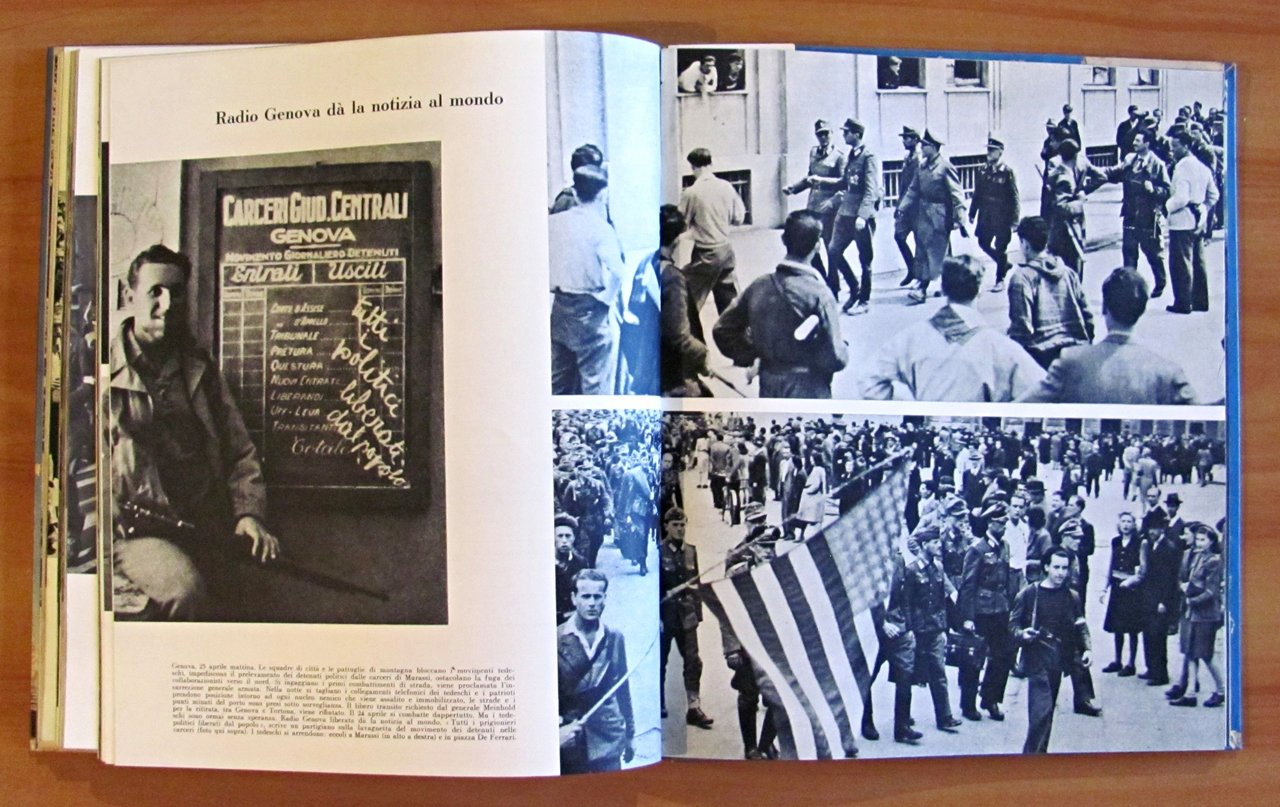 Radio Genova dà la notizia al mondo
CARCERI GIUD. CENTRALI
GENOVA
MOVIMENTO GIORNALIERO DETENUTI
Entrati Usciti
CORTE D'ASSISE
" D'APPELLO
TRIBUNALE
PRETURA
QUESTURA
NUOVI ENTRATI
LIBERANDI
UFF. LEVA
TRANSITANTI
Totale
Tutti
politici
liberati
dal popolo
Genova, 23 aprile mattina. Le squadre di città e le pattuglie di montagna bloccano i movimenti tede-
schi, impediscono il prelevamento dei detenuti politici dalle carceri di Marassi, ostacolano la fuga dei
collaborazionisti verso il nord. Si ingaggiano i primi combattimenti di strada, viene proclamata l'in-
surrezione generale armata. Nella notte si tagliano i collegamenti telefonici dei tedeschi e i patrioti
prendono posizione intorno ad ogni nucleo nemico che viene assalito e immobilizzato, le strade e i
punti minati del porto sono presi sotto sorveglianza. Il libero transito richiesto dal generale Meinhold
per la ritirata, tra Genova e Tortona, viene rifiutato. Il 24 aprile si combatte dappertutto. Ma i tede-
schi sono ormai senza speranza. Radio Genova liberata dà la notizia al mondo. « Tutti i prigionieri
politici liberati dal popolo », scrive un partigiano sulla lavagnetta del movimento dei detenuti nelle
carceri (foto qui sopra). I tedeschi si arrendono: eccoli a Marassi (in alto a destra) e in piazza De Ferrari.